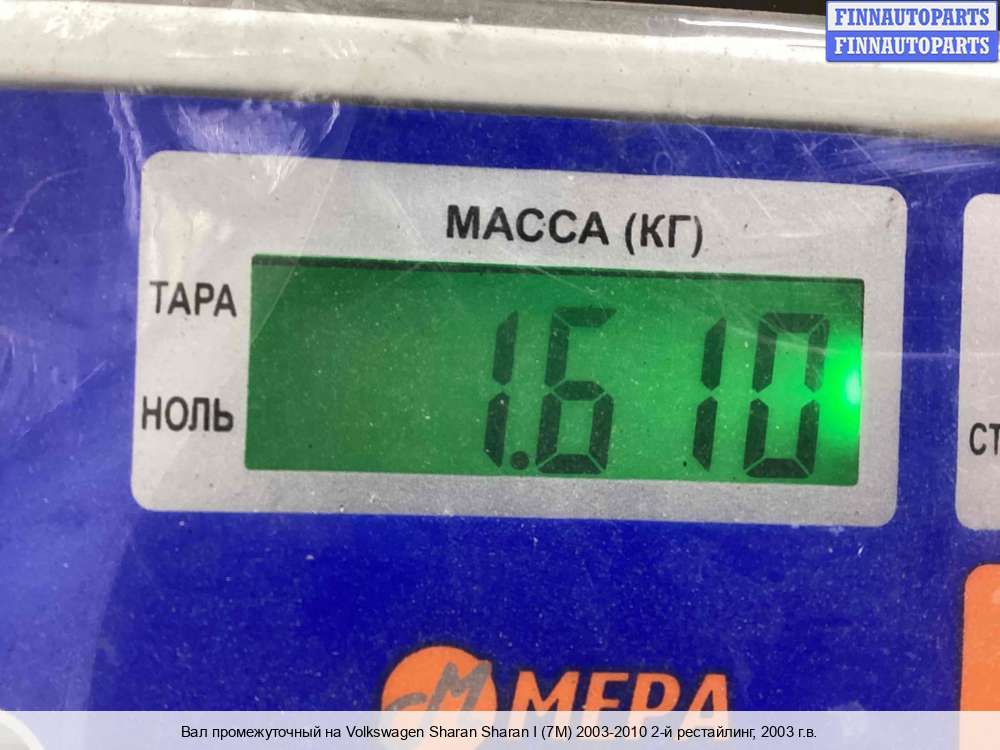 FINNAUTOPARTS
FINNAUTOPARTS
МАССА (КГ)
ТАРА
1.610
НОЛЬ
СТ
МЕРА
Вал промежуточный на Volkswagen Sharan Sharan I (7M) 2003-2010 2-й рестайлинг, 2003 г.в.